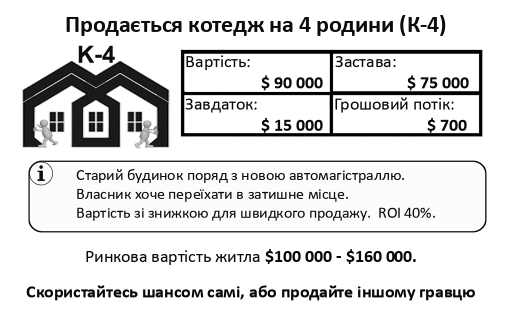 Продається котедж на 4 родини (К-4)
К-4
Вартість:
$ 90 000
Застава:
$ 75 000
Завдаток:
$ 15 000
Грошовий потік:
$ 700
i
Старий будинок поряд з новою автомагістраллю.
Власник хоче переїхати в затишне місце.
Вартість зі знижкою для швидкого продажу. ROI 40%.
Ринкова вартість житла $100 000 - $160 000.
Скористайтесь шансом самі, або продайте іншому гравцю